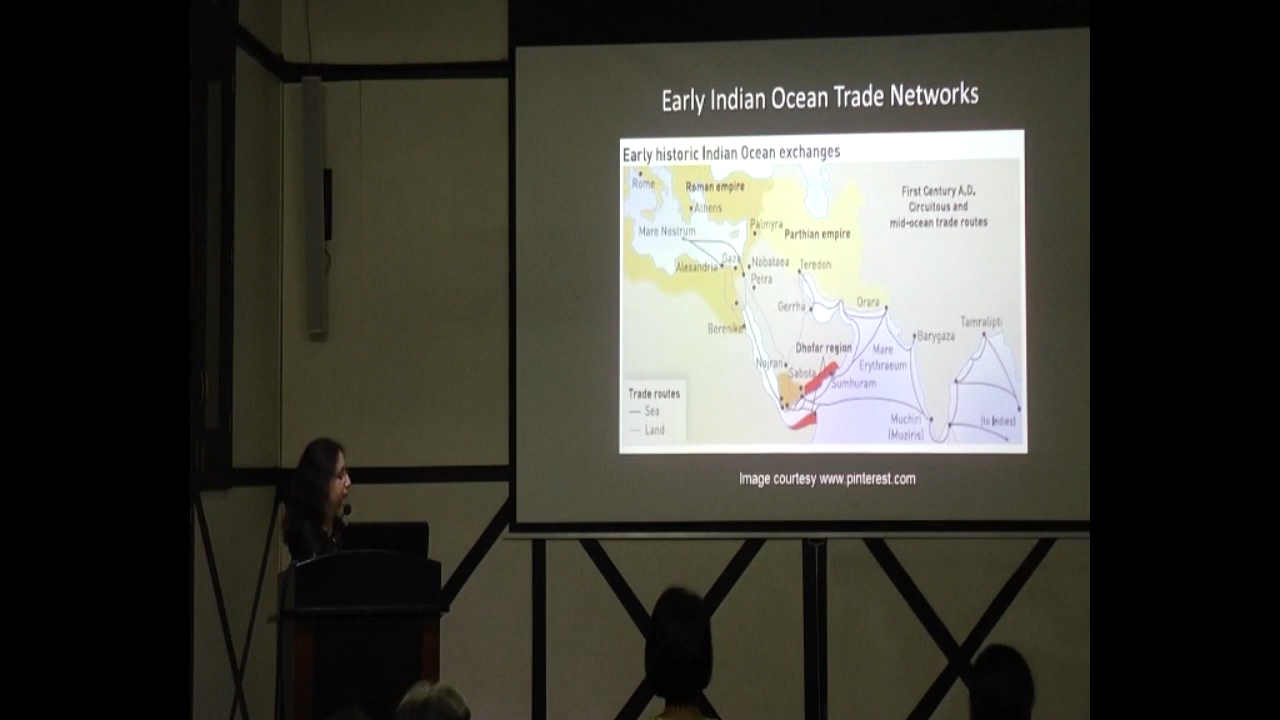 Early Indian Ocean Trade Networks
Early historic Indian Ocean exchanges
Rome
Roman empire
First Century A.D.
Circuitous and
mid-ocean trade routes
Athens
Palmyra
Mare Nostrum
Parthian empire
Gaza
Nabataea
Alexandria
Teredon
Petra
Gerrha
Orara
Berenike
Barygaza
Tamralipti
Dhofar region
Mare
Erythraeum
Najran
Sabota
Sumhuram
Trade routes
Sea
Land
Muchiri
(Muziris)
(to Indies)
Image courtesy www.pinterest.com